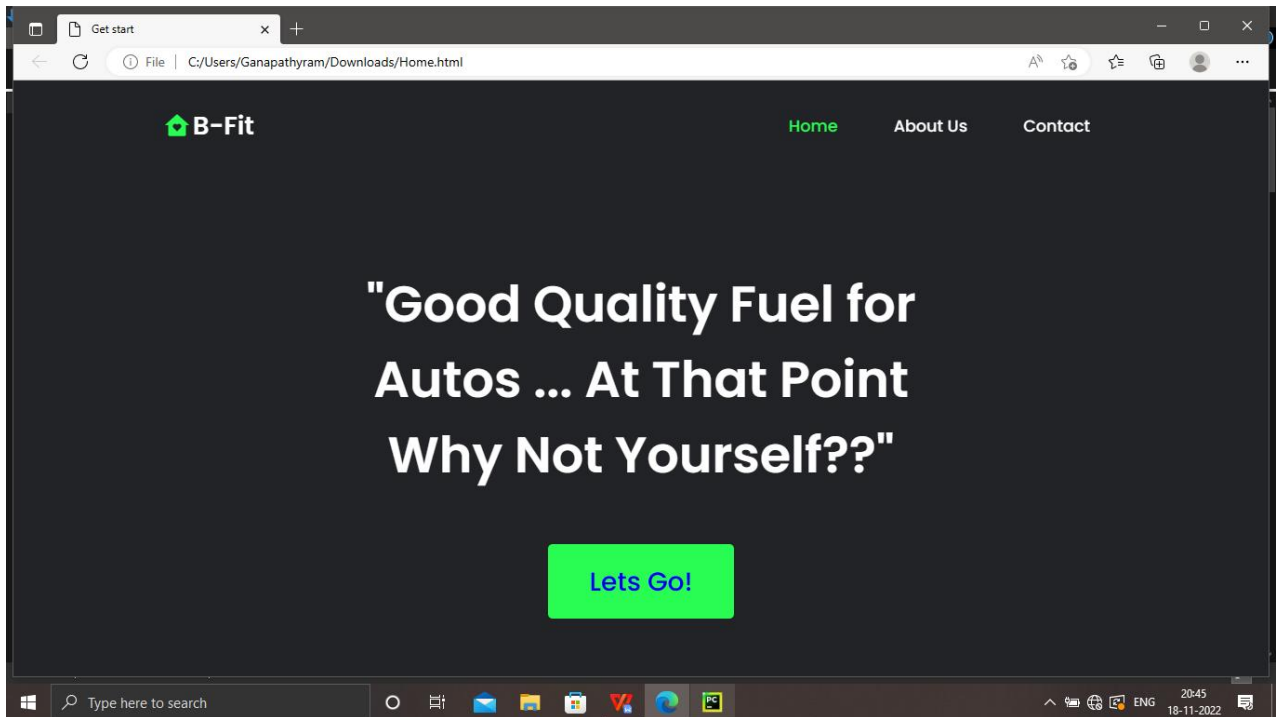 Get start
File | C:/Users/Ganapathyram/Downloads/Home.html
B-Fit
Home About Us Contact
"Good Quality Fuel for
Autos ... At That Point
Why Not Yourself??"
Lets Go!
Type here to search
ENG
20:45
18-11-2022